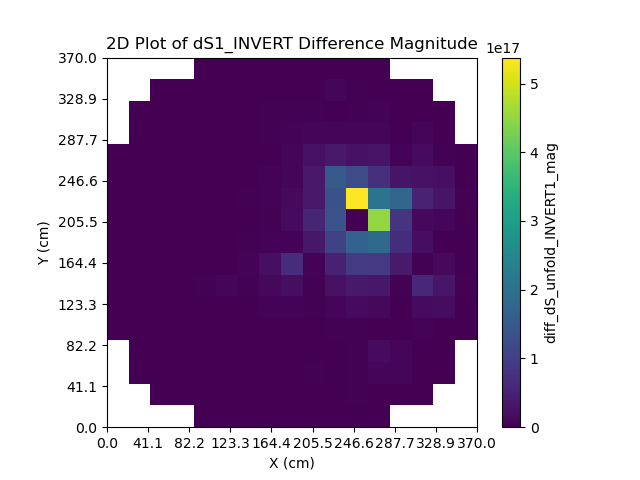 2D Plot of dS1_INVERT Difference Magnitude
1e17
370.0
328.9
287.7
246.6
205.5
164.4
123.3
82.2
41.1
0.0
Y (cm)
0.0 41.1 82.2 123.3 164.4 205.5 246.6 287.7 328.9 370.0
X (cm)
5
4
3
2
1
0
diff_dS_unfold_INVERT1_mag